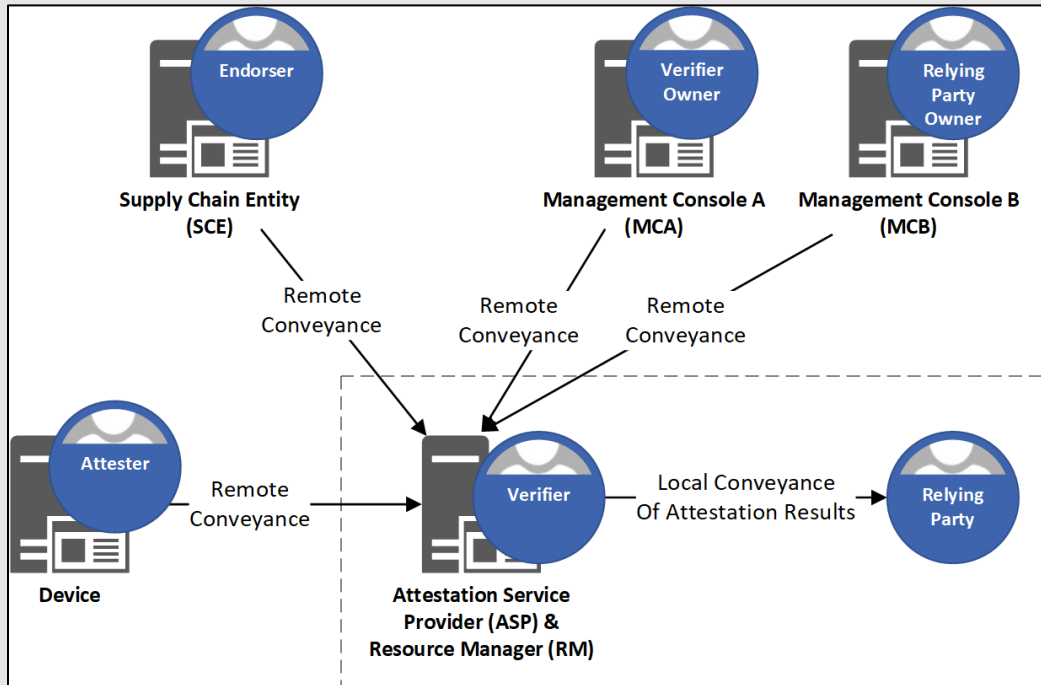 Endorser
Supply Chain Entity
(SCE)
Verifier
Owner
Management Console A
(MCA)
Relying
Party
Owner
Management Console B
(MCB)
Remote
Conveyance
Remote
Conveyance
Remote
Conveyance
Attester
Device
Remote
Conveyance
Verifier
Attestation Service
Provider (ASP) &
Resource Manager (RM)
Local Conveyance
Of Attestation Results
Relying
Party